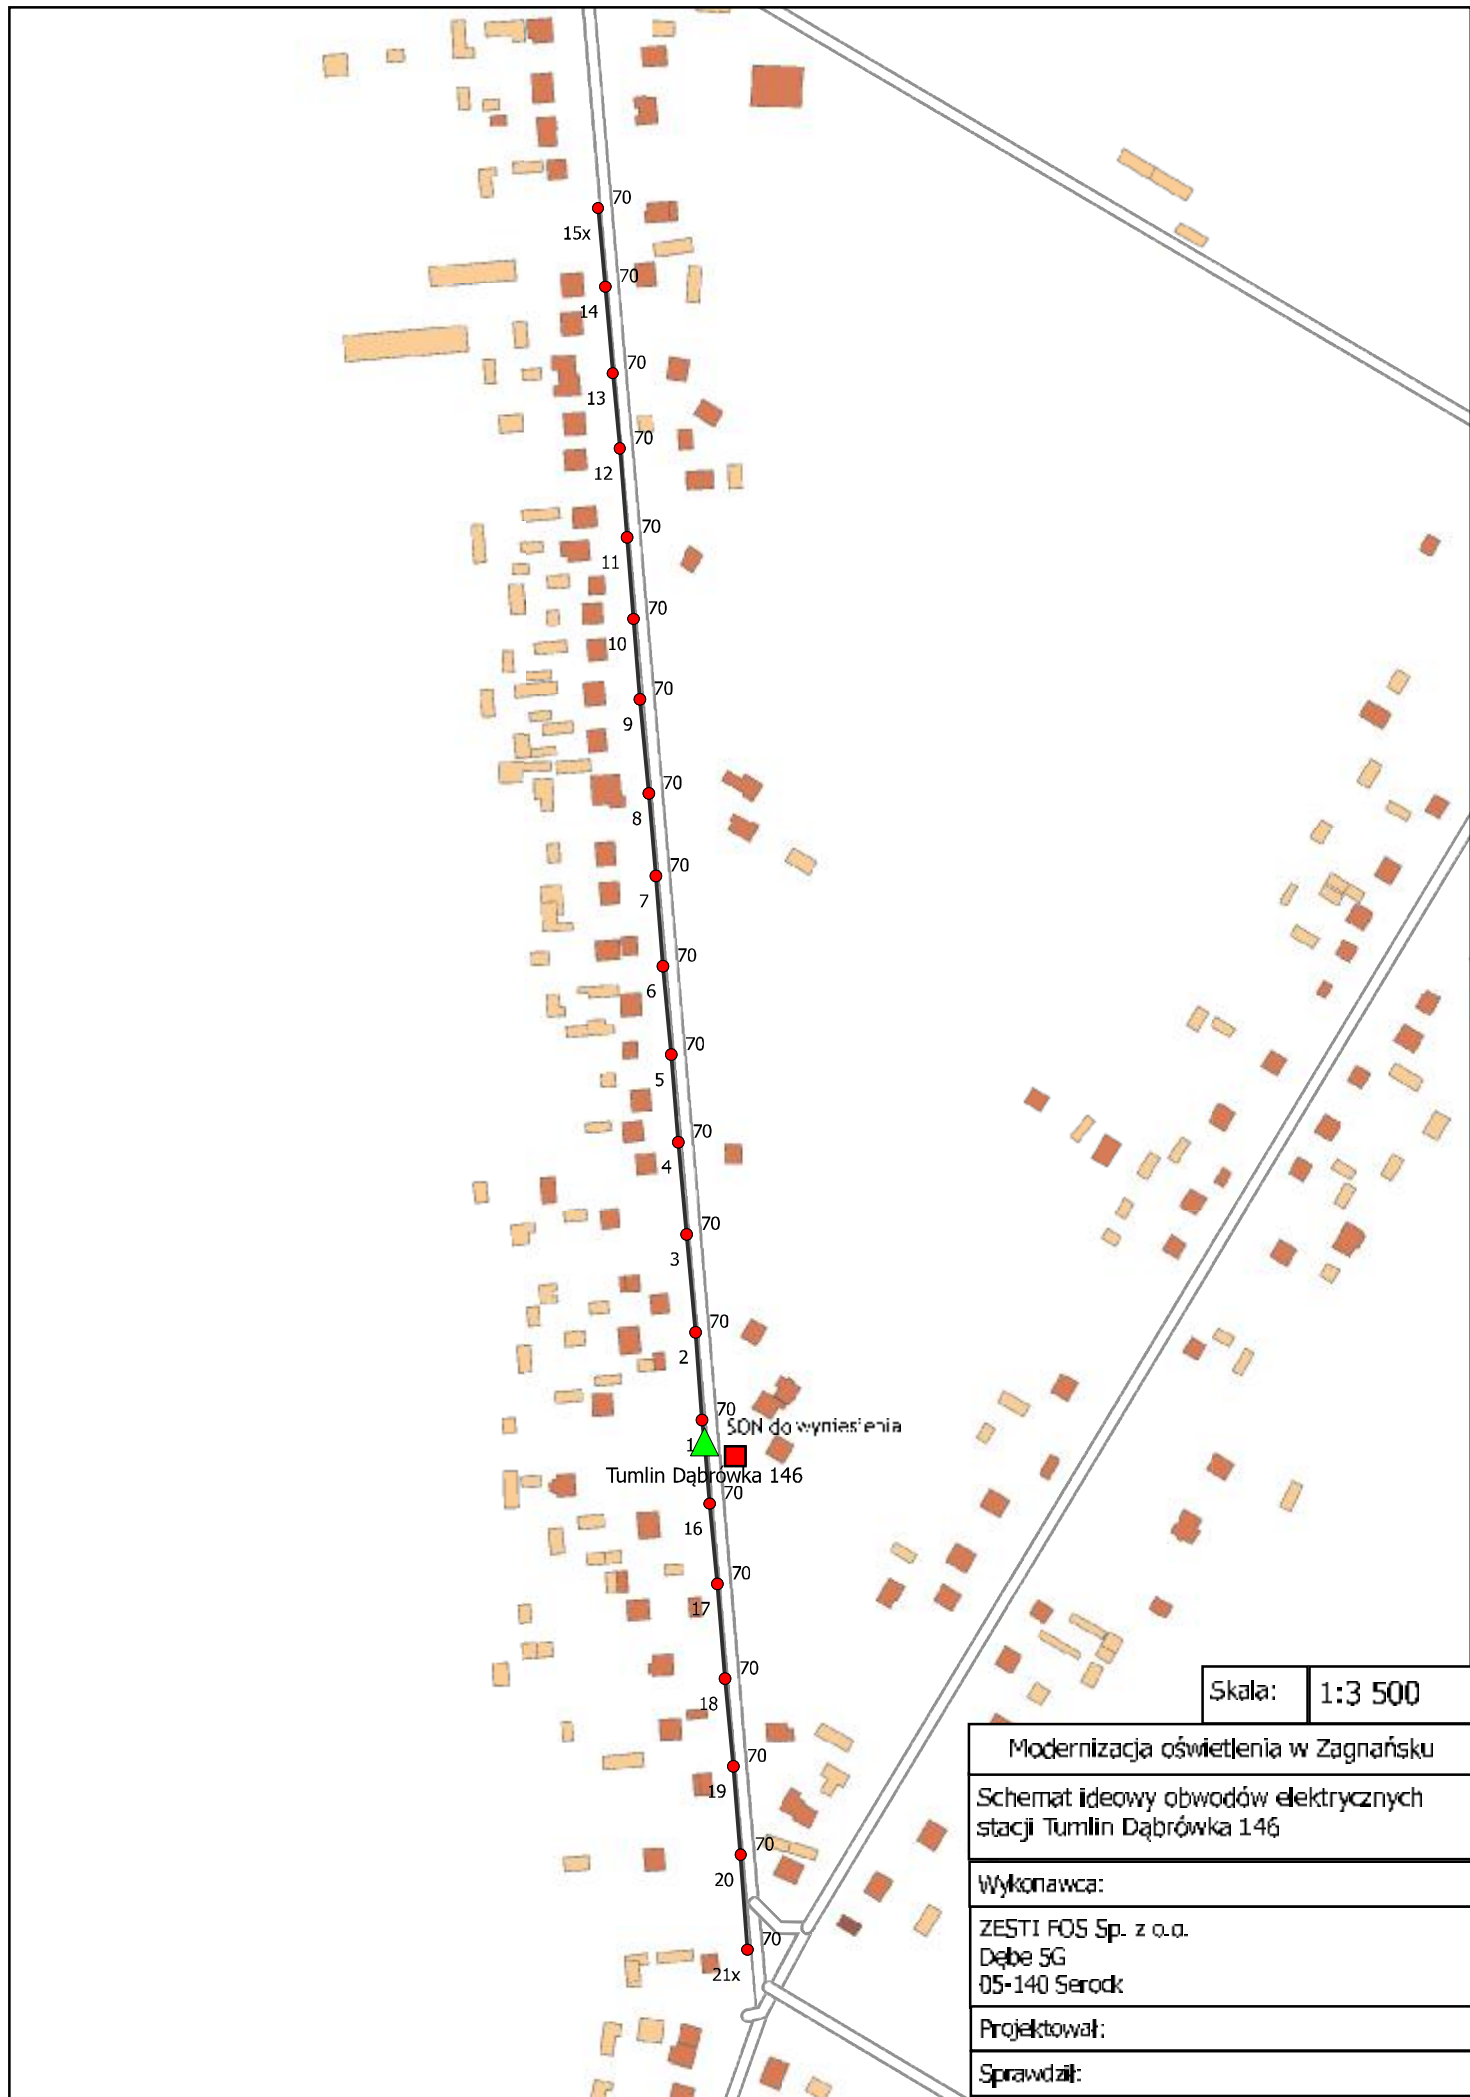 70
15x
70
14
70
13
70
12
70
11
70
10
70
9
70
8
70
7
70
6
70
5
70
4
70
3
70
2
70
SON do wyniesienia
1
Tumlin Dąbrówka 146
70
16
70
17
70
18
70
19
70
20
70
21x
Skala: 1:3 500
Modernizacja oświetlenia w Zagnańsku
Schemat ideowy obwodów elektrycznych
stacji Tumlin Dąbrówka 146
Wykonawca:
ZESTI FOS Sp. z o.o.
Dębe 5G
05-140 Serock
Projektował:
Sprawdził: